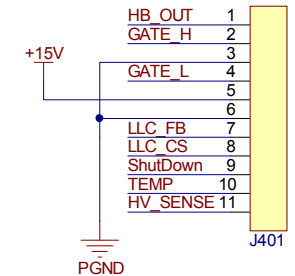 HB_OUT 1
GATE_H 2
+15V
3
GATE_L 4
5
6
LLC_FB 7
LLC_CS 8
ShutDown 9
TEMP 10
HV_SENSE 11
J401
PGND